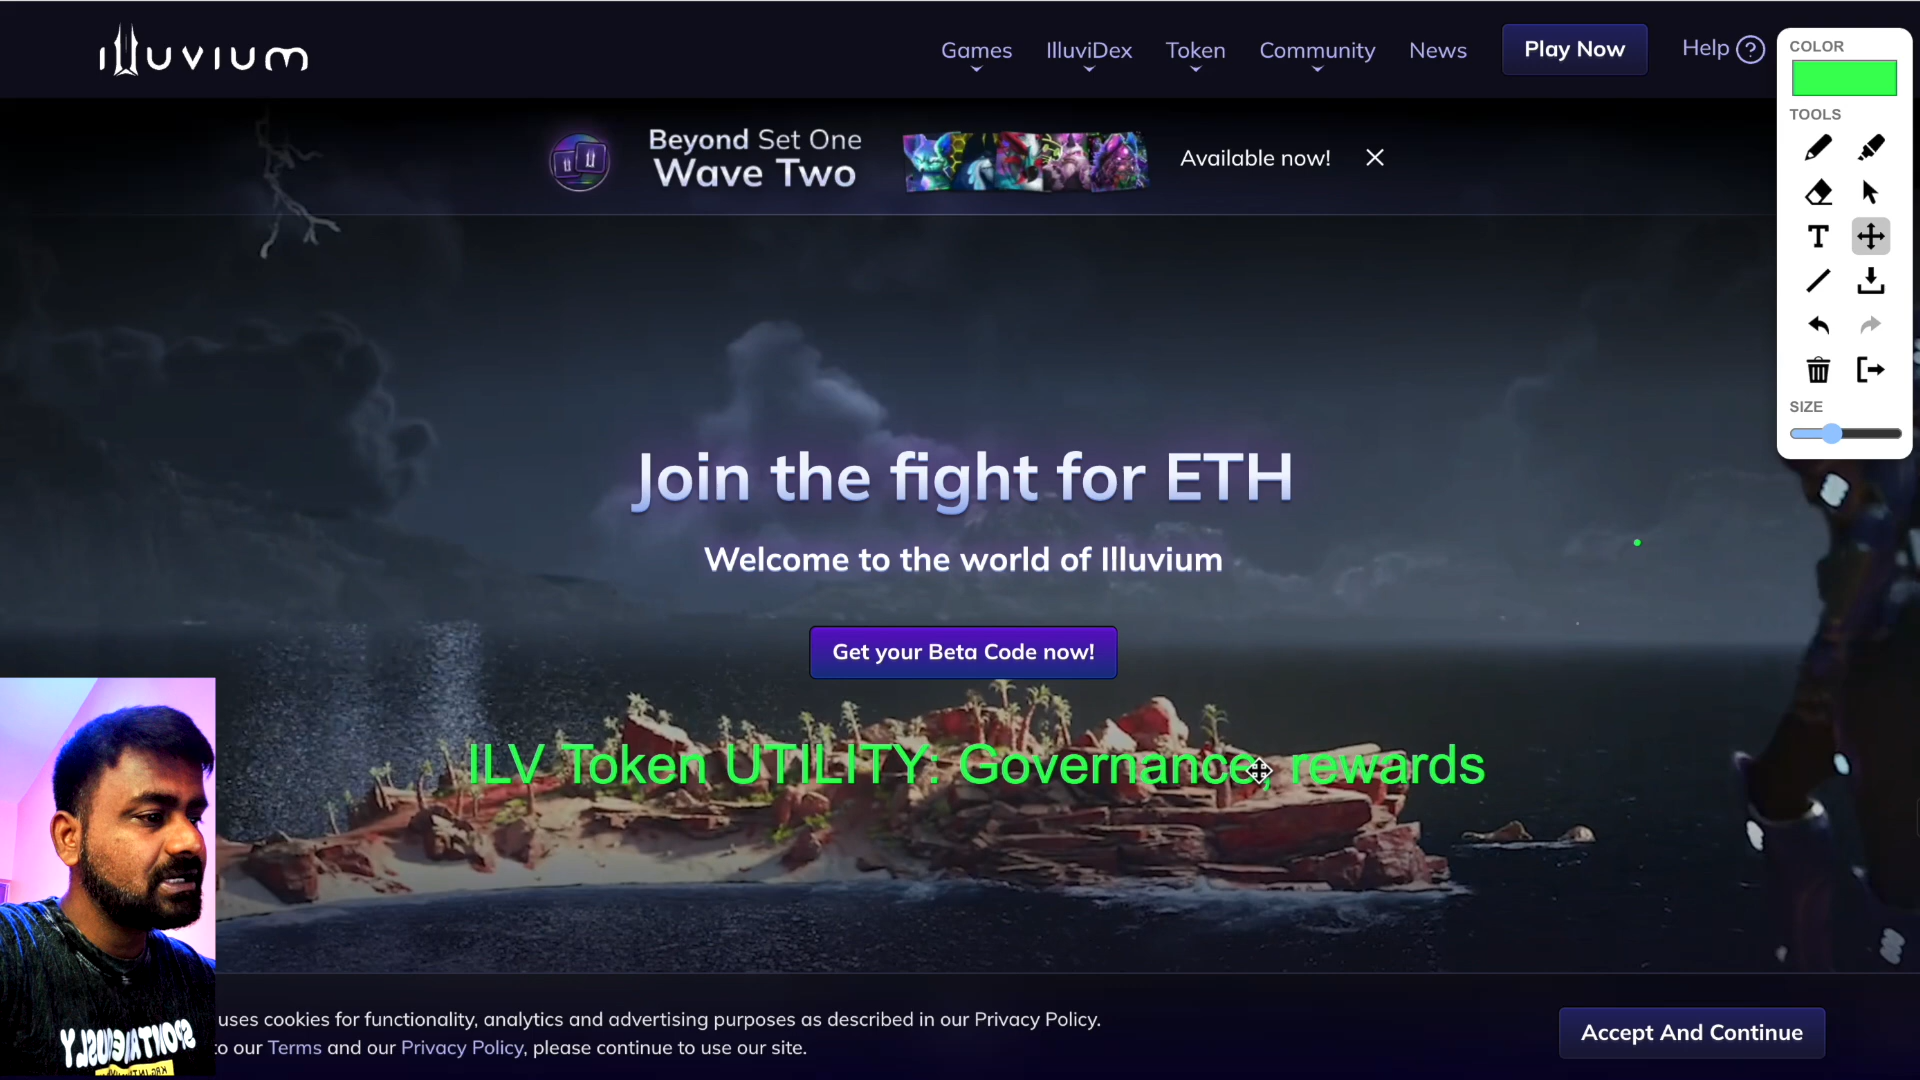 ILLUVIUM
Games IlluviDex Token Community News Play Now Help ?
COLOR
TOOLS
T
SIZE
Beyond Set One
Wave Two
Available now!
Join the fight for ETH
Welcome to the world of Illuvium
Get your Beta Code now!
ILV Token UTILITY: Governance, rewards
uses cookies for functionality, analytics and advertising purposes as described in our Privacy Policy.
to our Terms and our Privacy Policy, please continue to use our site.
Accept And Continue
SPONTANEOUSLY